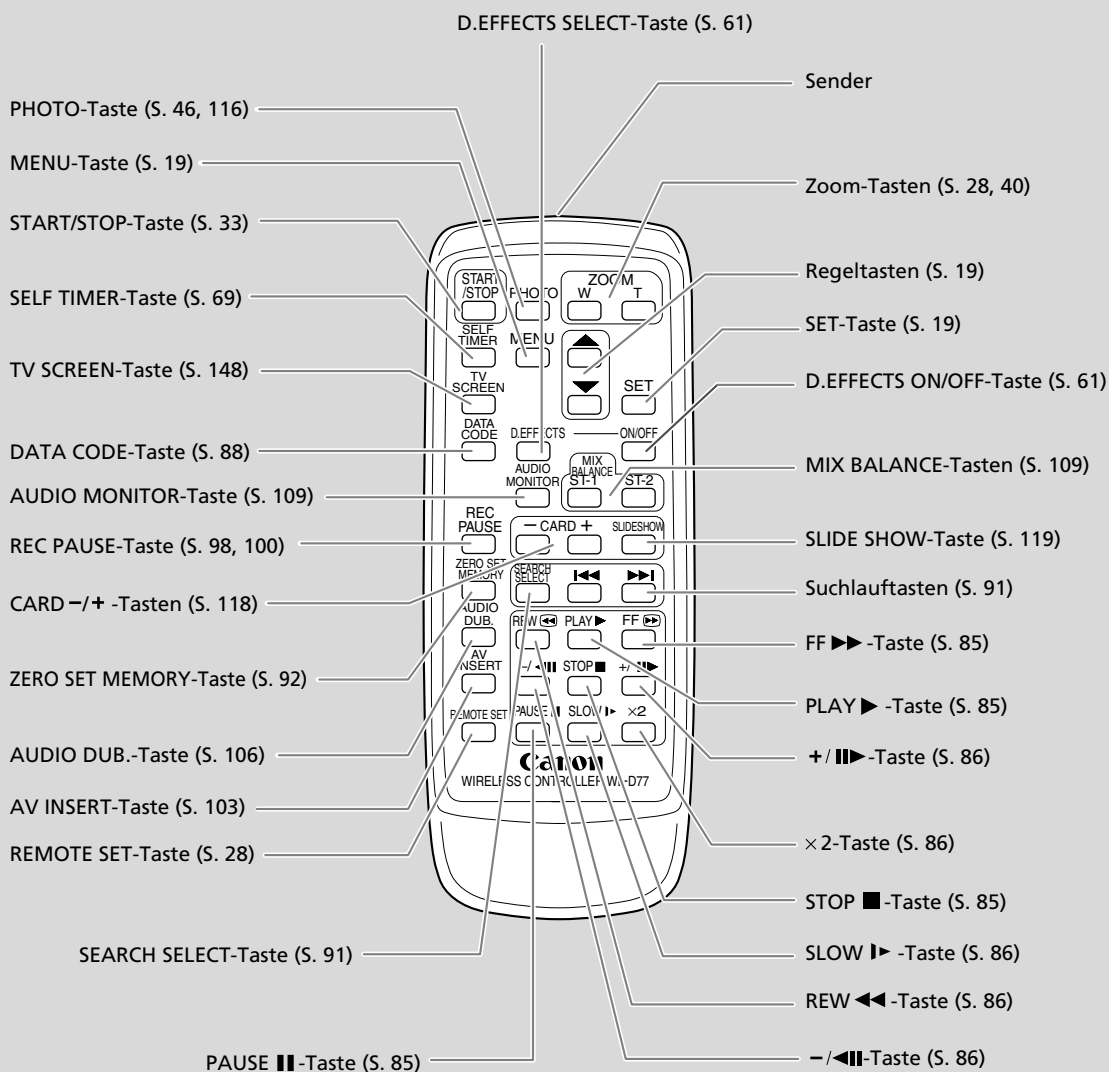 D.EFFECTS SELECT-Taste (S. 61)
Sender
PHOTO-Taste (S. 46, 116)
MENU-Taste (S. 19)
Zoom-Tasten (S. 28, 40)
START/STOP-Taste (S. 33)
Regeltasten (S. 19)
SELF TIMER-Taste (S. 69)
SET-Taste (S. 19)
TV SCREEN-Taste (S. 148)
D.EFFECTS ON/OFF-Taste (S. 61)
DATA CODE-Taste (S. 88)
MIX BALANCE-Tasten (S. 109)
AUDIO MONITOR-Taste (S. 109)
REC PAUSE-Taste (S. 98, 100)
SLIDE SHOW-Taste (S. 119)
CARD −/+ -Tasten (S. 118)
Suchlauftasten (S. 91)
FF ▶▶ -Taste (S. 85)
ZERO SET MEMORY-Taste (S. 92)
PLAY ▶ -Taste (S. 85)
AUDIO DUB.-Taste (S. 106)
+/❙❙▶-Taste (S. 86)
AV INSERT-Taste (S. 103)
REMOTE SET-Taste (S. 28)
×2-Taste (S. 86)
STOP ■ -Taste (S. 85)
SEARCH SELECT-Taste (S. 91)
SLOW ❙▶ -Taste (S. 86)
REW ◀◀ -Taste (S. 86)
PAUSE ❙❙ -Taste (S. 85)
−/◀❙❙-Taste (S. 86)
START
/STOP
PHOTO
ZOOM
W T
SELF
TIMER
MENU
TV
SCREEN
SET
DATA
CODE
D.EFFECTS
ON/OFF
AUDIO
MONITOR
MIX
BALANCE
ST-1 ST-2
REC
PAUSE
− CARD +
SLIDESHOW
ZERO SET
MEMORY
SEARCH
SELECT
❙◀◀ ▶▶❙
AUDIO
DUB.
REW ◀◀ PLAY ▶ FF ▶▶
AV
INSERT
−/◀❙❙ STOP ■ +/❙❙▶
REMOTE SET
PAUSE ❙❙ SLOW ❙▶ ×2
Canon
WIRELESS CONTROLLER WL-D77